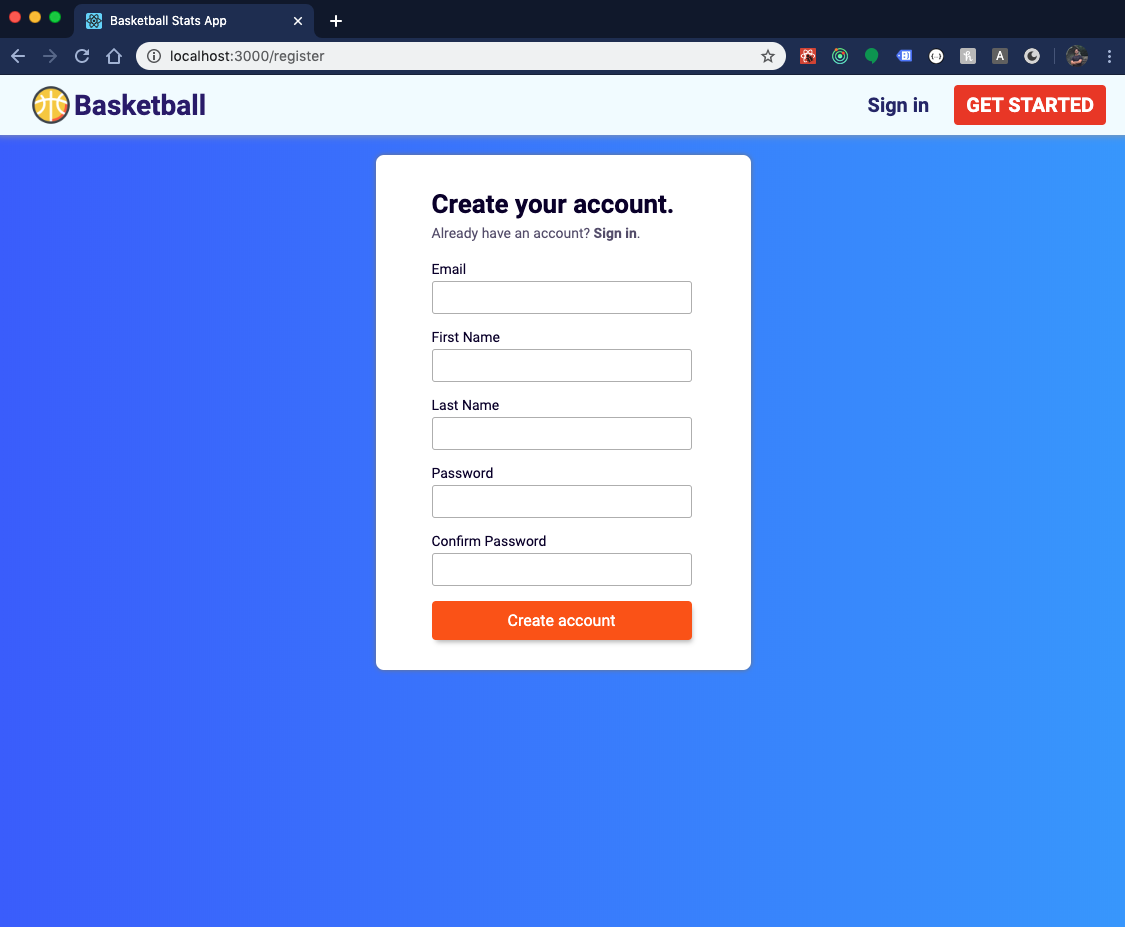 Basketball Stats App
localhost:3000/register
Basketball
Sign in
GET STARTED
Create your account.
Already have an account? Sign in.
Email
First Name
Last Name
Password
Confirm Password
Create account